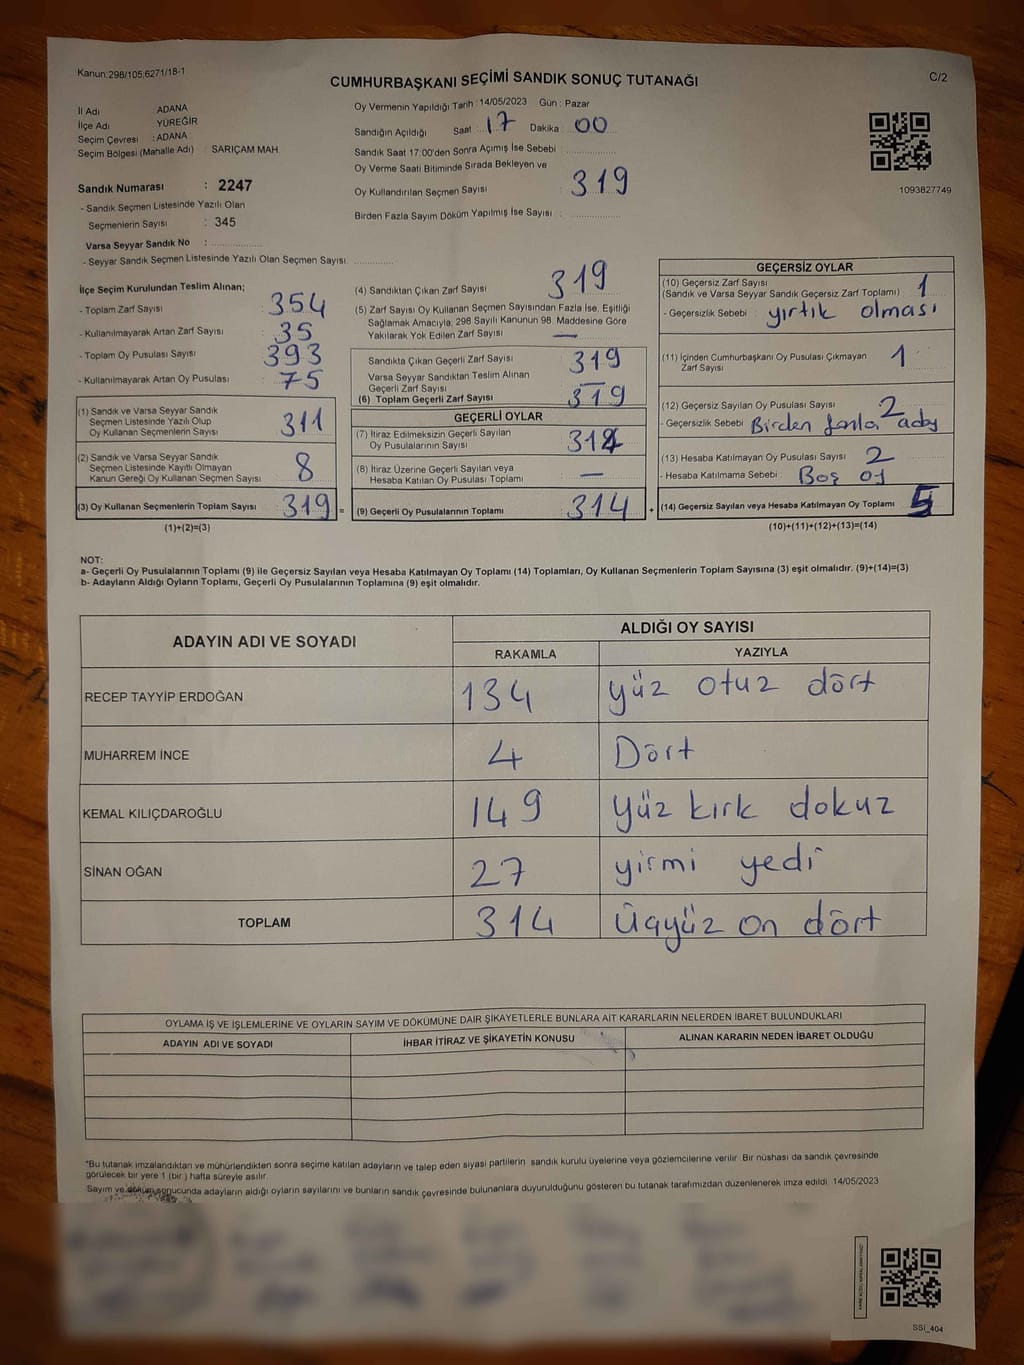 Kanun:298/105,6271/18-1
CUMHURBAŞKANI SEÇİMİ SANDIK SONUÇ TUTANAĞI
C/2
İl Adı : ADANA
İlçe Adı : YÜREĞİR
Seçim Çevresi : ADANA
Seçim Bölgesi (Mahalle Adı) : SARIÇAM MAH.
Sandık Numarası : 2247
- Sandık Seçmen Listesinde Yazılı Olan
Seçmenlerin Sayısı : 345
Varsa Seyyar Sandık No :
- Seyyar Sandık Seçmen Listesinde Yazılı Olan Seçmen Sayısı:
Oy Vermenin Yapıldığı Tarih : 14/05/2023 Gün : Pazar
Sandığın Açıldığı Saat : 17 Dakika : 00
Sandık Saat 17:00'den Sonra Açımış İse Sebebi :
Oy Verme Saati Bitiminde Sırada Bekleyen ve
Oy Kullandırılan Seçmen Sayısı : 319
Birden Fazla Sayım Döküm Yapılmış İse Sayısı :
1093827749
İlçe Seçim Kurulundan Teslim Alınan;
- Toplam Zarf Sayısı : 354
- Kullanılmayarak Artan Zarf Sayısı : 35
- Toplam Oy Pusulası Sayısı : 393
- Kullanılmayarak Artan Oy Pusulası : 75
(1) Sandık ve Varsa Seyyar Sandık
Seçmen Listesinde Yazılı Olup
Oy Kullanan Seçmenlerin Sayısı : 311
(2) Sandık ve Varsa Seyyar Sandık
Seçmen Listesinde Kayıtlı Olmayan
Kanun Gereği Oy Kullanan Seçmen Sayısı : 8
(3) Oy Kullanan Seçmenlerin Toplam Sayısı : 319 =
(1)+(2)=(3)
(4) Sandıktan Çıkan Zarf Sayısı : 319
(5) Zarf Sayısı Oy Kullanan Seçmen Sayısından Fazla İse, Eşitliği
Sağlamak Amacıyla, 298 Sayılı Kanunun 98. Maddesine Göre
Yakılarak Yok Edilen Zarf Sayısı : —
Sandıkta Çıkan Geçerli Zarf Sayısı : 319
Varsa Seyyar Sandıktan Teslim Alınan
Geçerli Zarf Sayısı : —
(6) Toplam Geçerli Zarf Sayısı : 319
GEÇERLİ OYLAR
(7) İtiraz Edilmeksizin Geçerli Sayılan
Oy Pusulalarının Sayısı : 314
(8) İtiraz Üzerine Geçerli Sayılan veya
Hesaba Katılan Oy Pusulası Toplamı : —
(9) Geçerli Oy Pusulalarının Toplamı : 314 +
GEÇERSİZ OYLAR
(10) Geçersiz Zarf Sayısı
(Sandık ve Varsa Seyyar Sandık Geçersiz Zarf Toplamı) : 1
- Geçersizlik Sebebi : yırtık olması
(11) İçinden Cumhurbaşkanı Oy Pusulası Çıkmayan
Zarf Sayısı : 1
(12) Geçersiz Sayılan Oy Pusulası Sayısı : 2
- Geçersizlik Sebebi : Birden fazla aday
(13) Hesaba Katılmayan Oy Pusulası Sayısı : 2
- Hesaba Katılmama Sebebi : Boş oy
(14) Geçersiz Sayılan veya Hesaba Katılmayan Oy Toplamı : 5
(10)+(11)+(12)+(13)=(14)
NOT:
a- Geçerli Oy Pusulalarının Toplamı (9) ile Geçersiz Sayılan veya Hesaba Katılmayan Oy Toplamı (14) Toplamları, Oy Kullanan Seçmenlerin Toplam Sayısına (3) eşit olmalıdır. (9)+(14)=(3)
b- Adayların Aldığı Oyların Toplamı, Geçerli Oy Pusulalarının Toplamına (9) eşit olmalıdır.
ADAYIN ADI VE SOYADI
ALDIĞI OY SAYISI
RAKAMLA YAZIYLA
RECEP TAYYİP ERDOĞAN 134 yüz otuz dört
MUHARREM İNCE 4 Dört
KEMAL KILIÇDAROĞLU 149 yüz kırk dokuz
SİNAN OĞAN 27 yirmi yedi
TOPLAM 314 Üçyüz on dört
OYLAMA İŞ VE İŞLEMLERİNE VE OYLARIN SAYIM VE DÖKÜMÜNE DAİR ŞİKAYETLERLE BUNLARA AİT KARARLARIN NELERDEN İBARET BULUNDUKLARI
ADAYIN ADI VE SOYADI İHBAR İTİRAZ VE ŞİKAYETİN KONUSU ALINAN KARARIN NEDEN İBARET OLDUĞU
*Bu tutanak imzalandıktan ve mühürlendikten sonra seçime katılan adayların ve talep eden siyasi partilerin sandık kurulu üyelerine veya gözlemcilerine verilir. Bir nüshası da sandık çevresinde
görülecek bir yere 1 (bir ) hafta süreyle asılır.
Sayım ve döküm sonucunda adayların aldığı oyların sayılarını ve bunların sandık çevresinde bulunanlara duyurulduğunu gösteren bu tutanak tarafımızdan düzenlenerek imza edildi. 14/05/2023
SSI_404